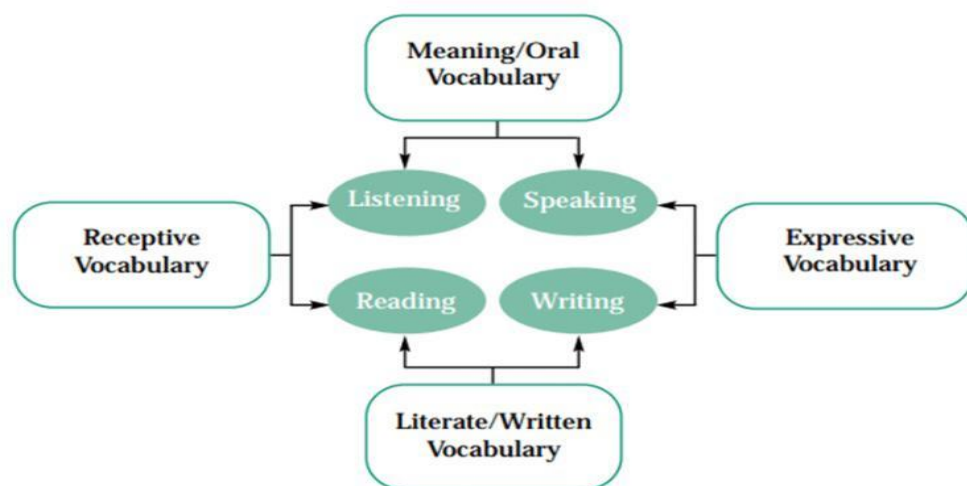 Meaning/Oral
Vocabulary
Listening
Speaking
Receptive
Vocabulary
Expressive
Vocabulary
Reading
Writing
Literate/Written
Vocabulary